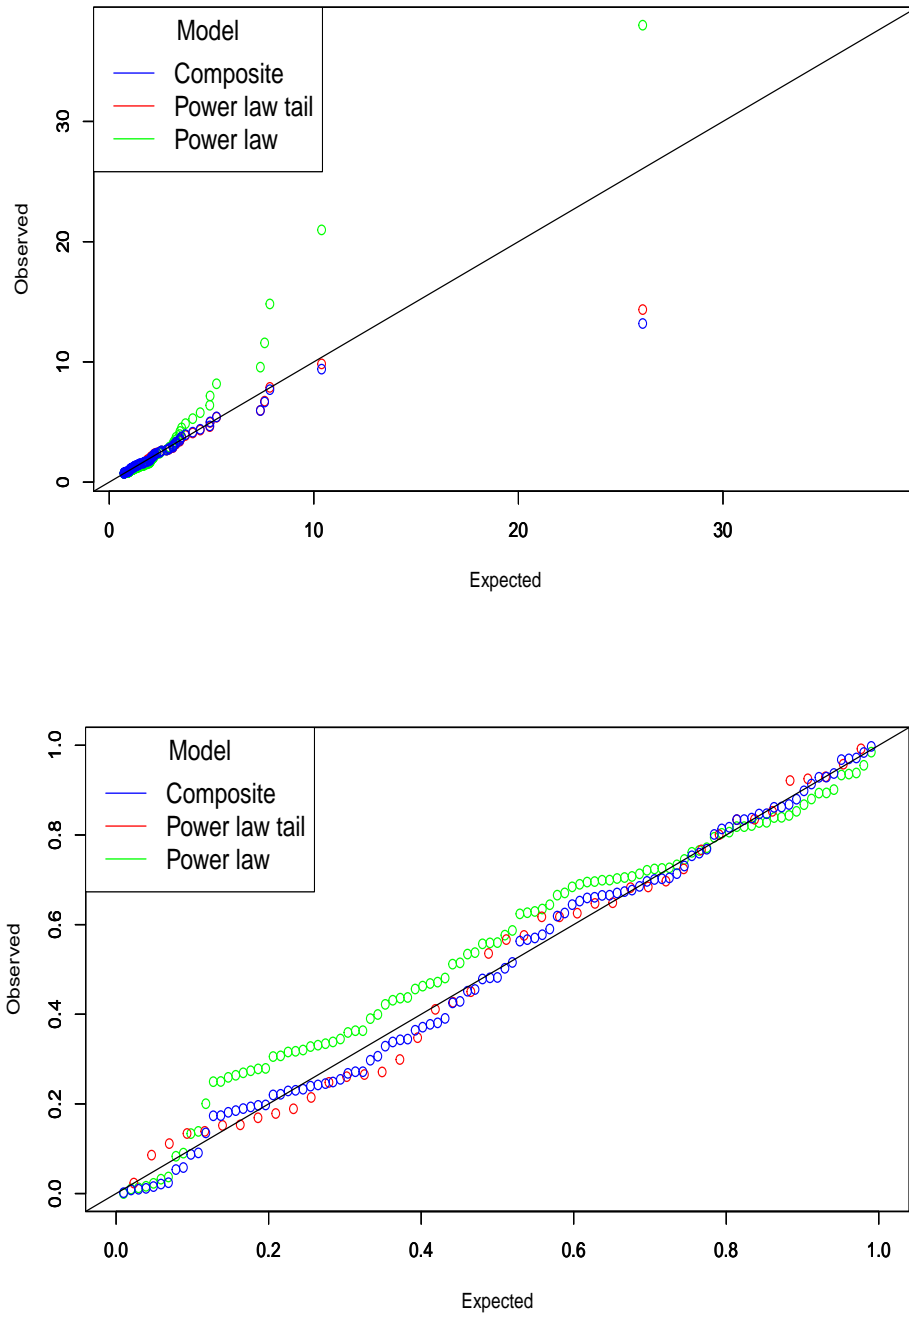 Model
Composite
Power law tail
Power law
Observed
30
20
10
0
0 10 20 30
Expected
Model
Composite
Power law tail
Power law
Observed
1.0
0.8
0.6
0.4
0.2
0.0
0.0 0.2 0.4 0.6 0.8 1.0
Expected